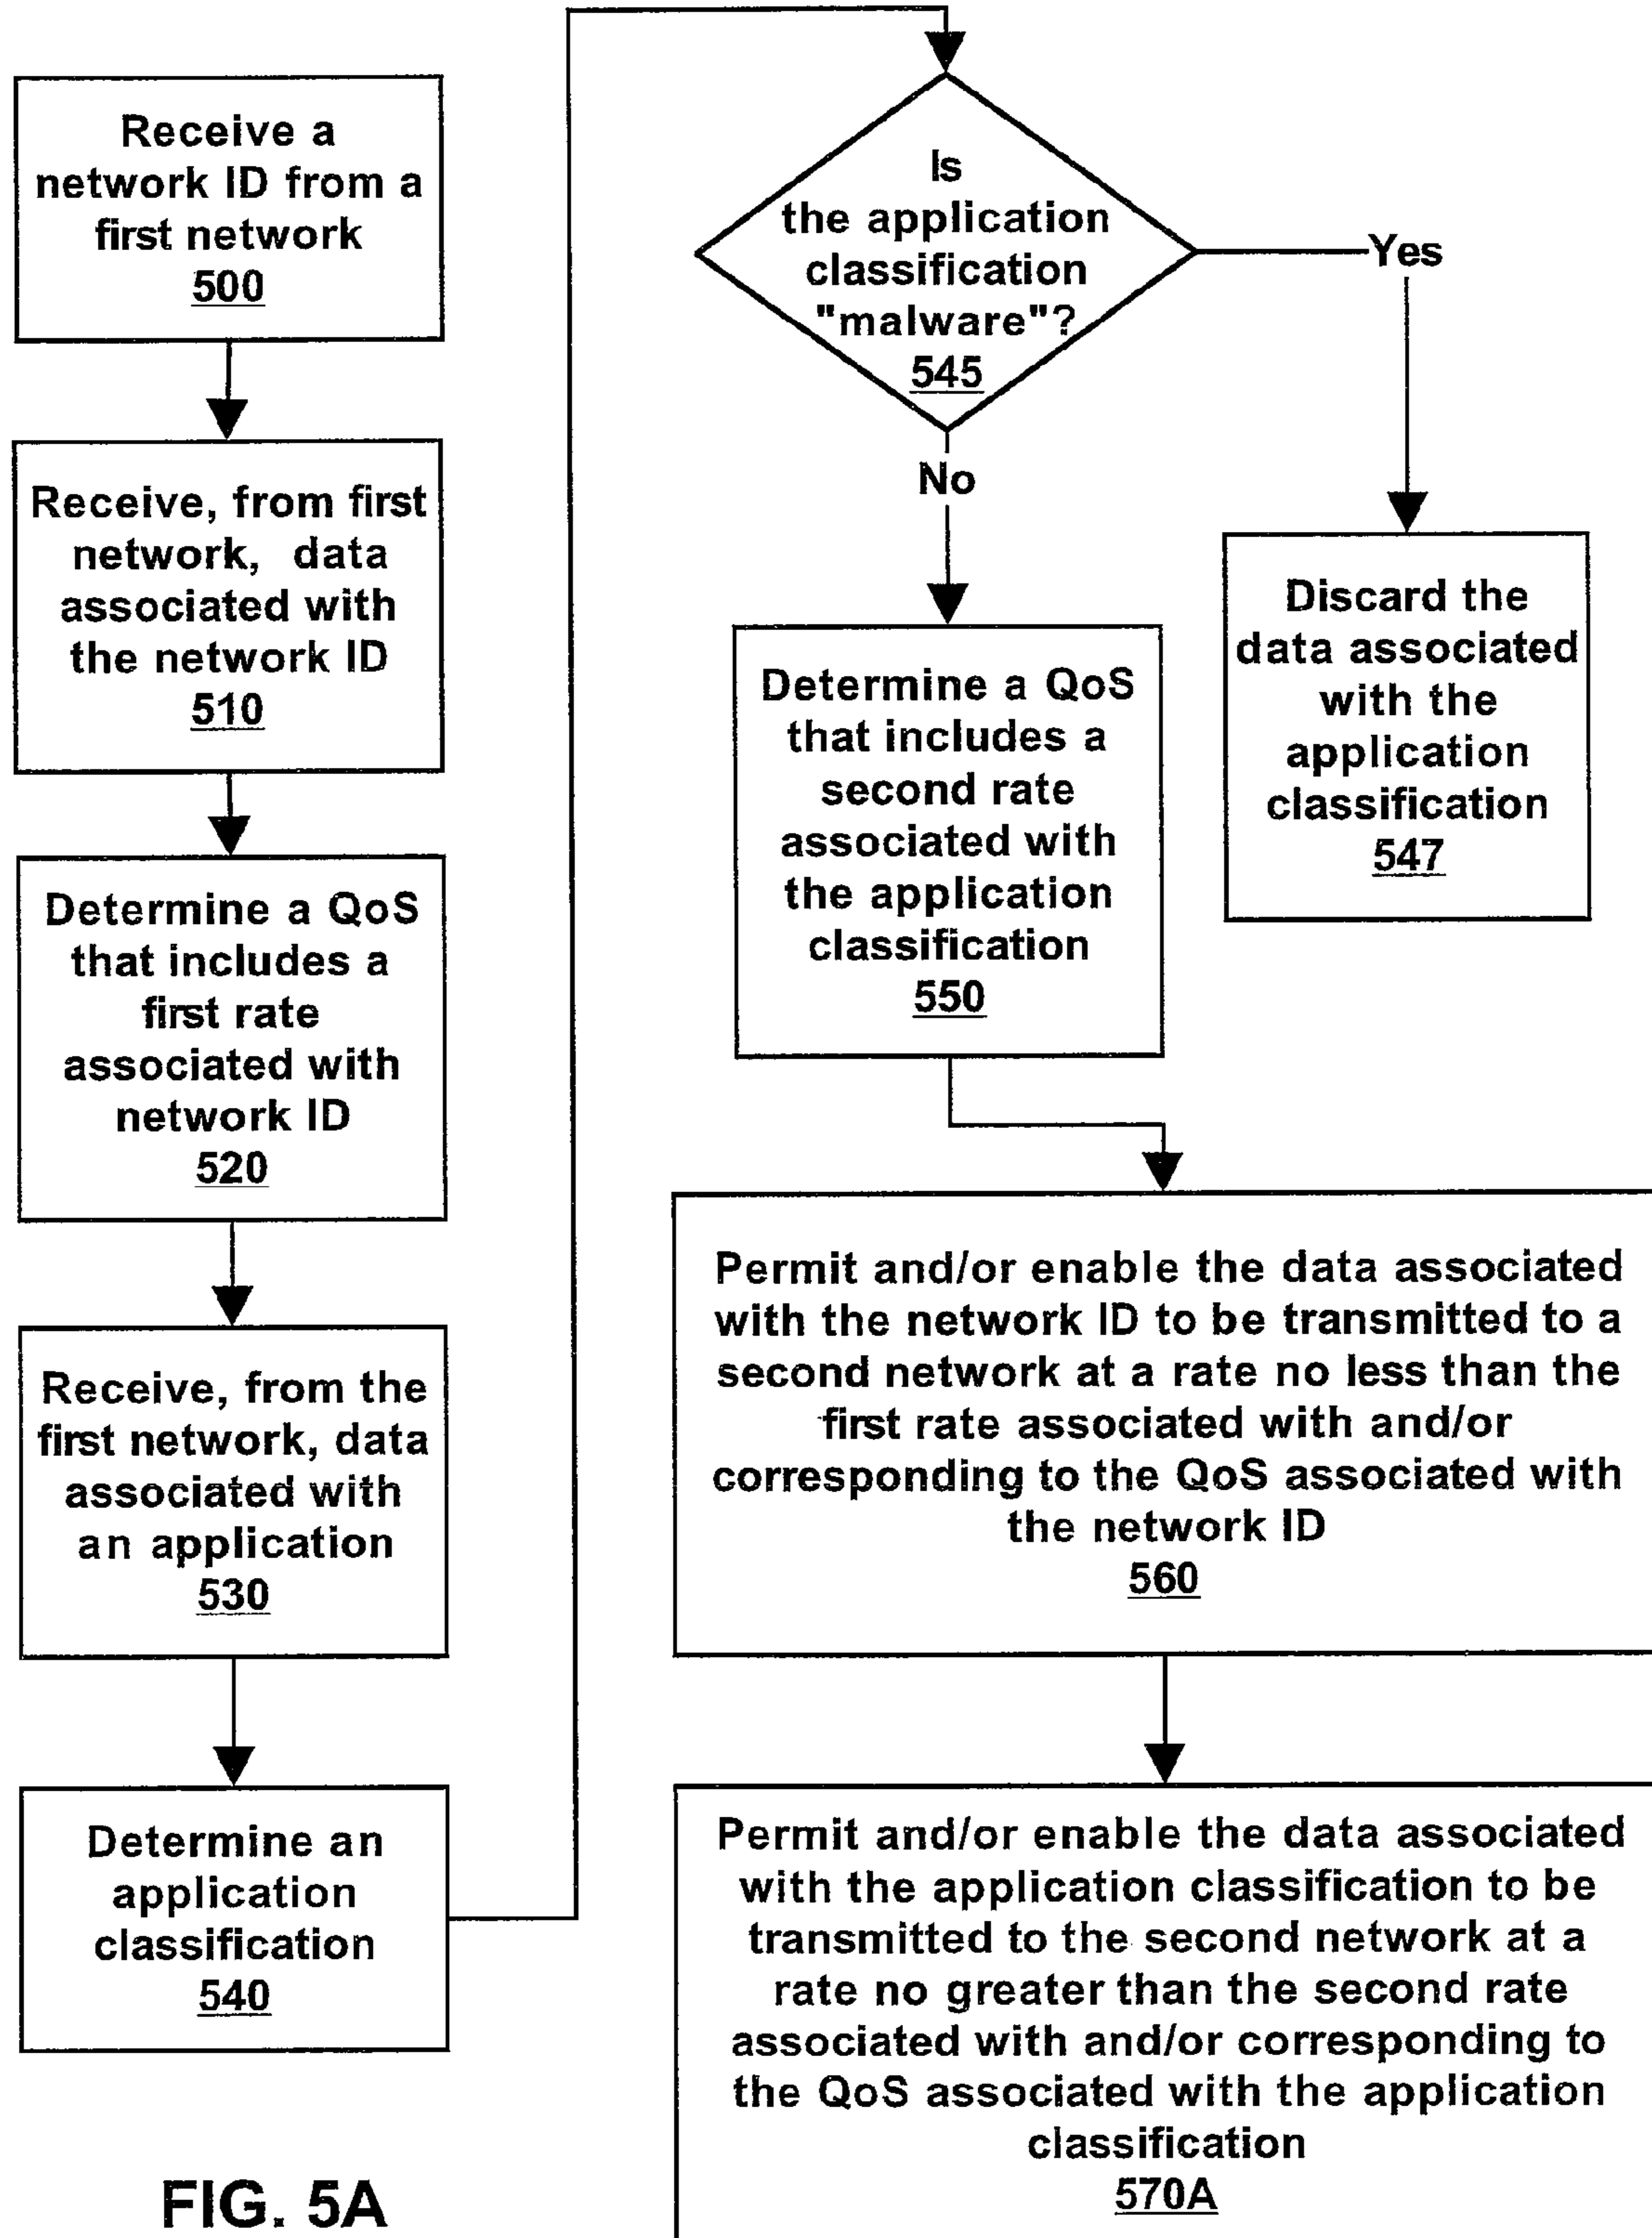 Receive a
network ID from a
first network
500
Receive, from first
network, data
associated with
the network ID
510
Determine a QoS
that includes a
first rate
associated with
network ID
520
Receive, from the
first network, data
associated with
an application
530
Determine an
application
classification
540
Is
the application
classification
"malware"?
545
Yes
No
Discard the
data associated
with the
application
classification
547
Determine a QoS
that includes a
second rate
associated with
the application
classification
550
Permit and/or enable the data associated
with the network ID to be transmitted to a
second network at a rate no less than the
first rate associated with and/or
corresponding to the QoS associated with
the network ID
560
Permit and/or enable the data associated
with the application classification to be
transmitted to the second network at a
rate no greater than the second rate
associated with and/or corresponding to
the QoS associated with the application
classification
570A
FIG. 5A